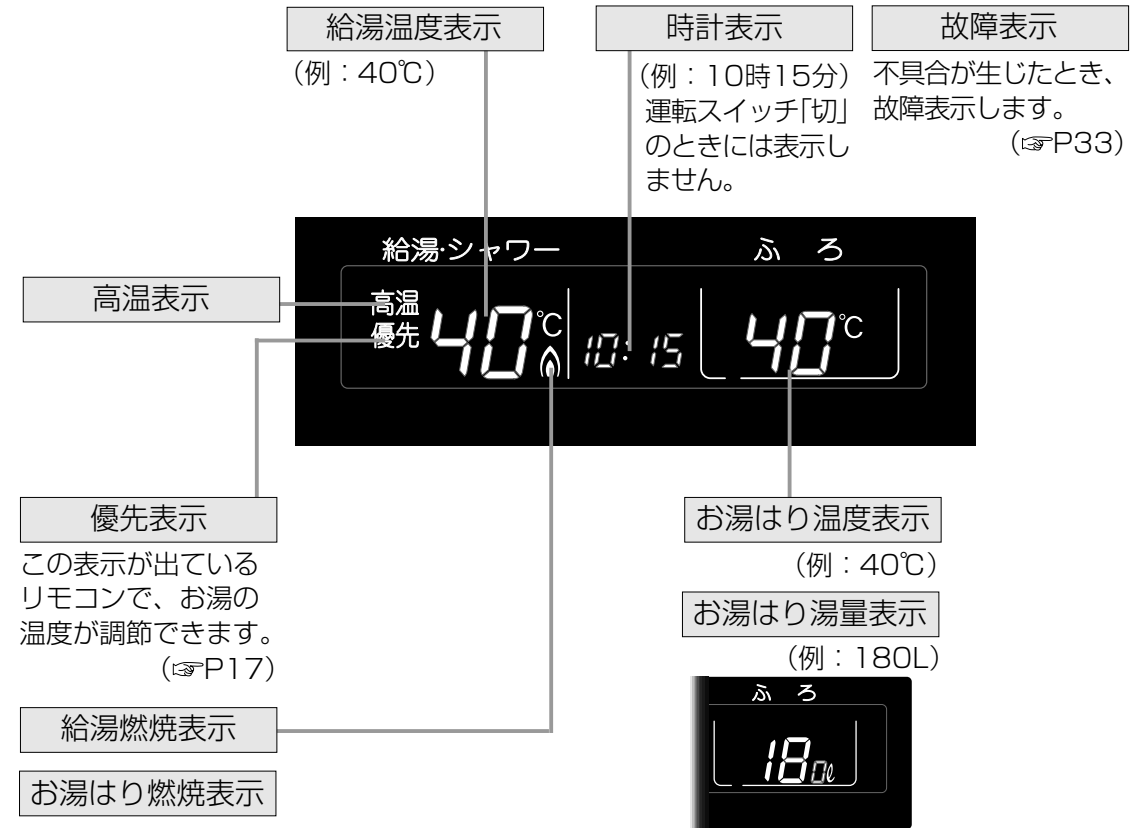 給湯温度表示
(例：40℃)
時計表示
(例：10時15分)
運転スイッチ「切」
のときには表示し
ません。
故障表示
不具合が生じたとき、
故障表示します。
(☞P33)
給湯･シャワー
ふろ
高温
優先
40℃
10:15
40℃
高温表示
優先表示
この表示が出ている
リモコンで、お湯の
温度が調節できます。
(☞P17)
給湯燃焼表示
お湯はり燃焼表示
お湯はり温度表示
(例：40℃)
お湯はり湯量表示
(例：180L)
ふろ
180ℓ